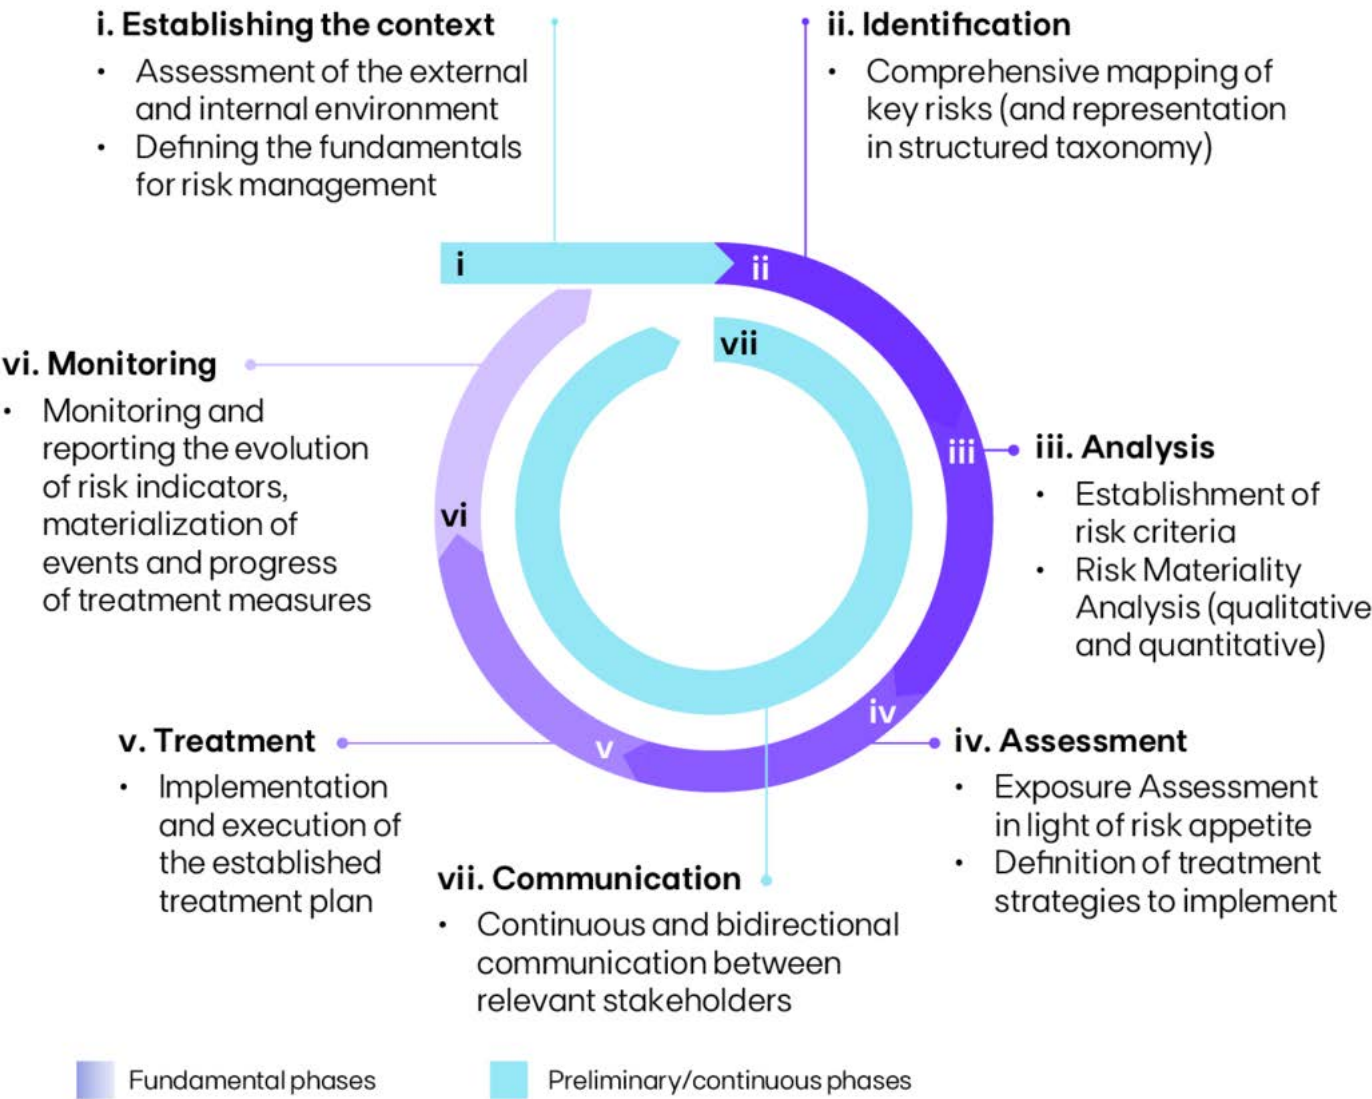 i. Establishing the context
• Assessment of the external
and internal environment
• Defining the fundamentals
for risk management
ii. Identification
• Comprehensive mapping of
key risks (and representation
in structured taxonomy)
i
ii
vii
vi. Monitoring
• Monitoring and
reporting the evolution
of risk indicators,
materialization of
events and progress
of treatment measures
vi
iii
iii. Analysis
• Establishment of
risk criteria
• Risk Materiality
Analysis (qualitative
and quantitative)
iv
v
v. Treatment
• Implementation
and execution of
the established
treatment plan
iv. Assessment
• Exposure Assessment
in light of risk appetite
• Definition of treatment
strategies to implement
vii. Communication
• Continuous and bidirectional
communication between
relevant stakeholders
Fundamental phases
Preliminary/continuous phases